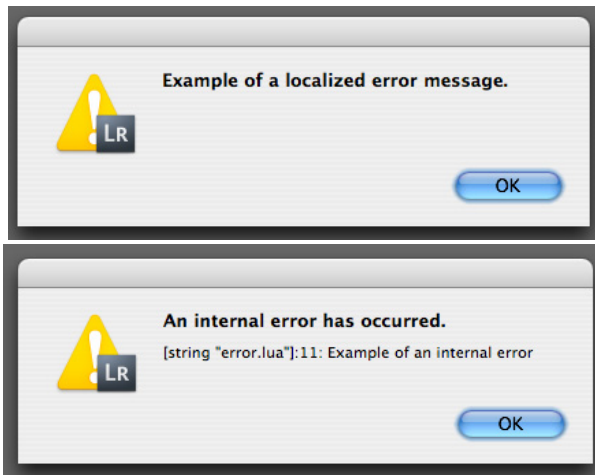 Example of a localized error message.
LR
OK
An internal error has occurred.
[string "error.lua"]:11: Example of an internal error
LR
OK